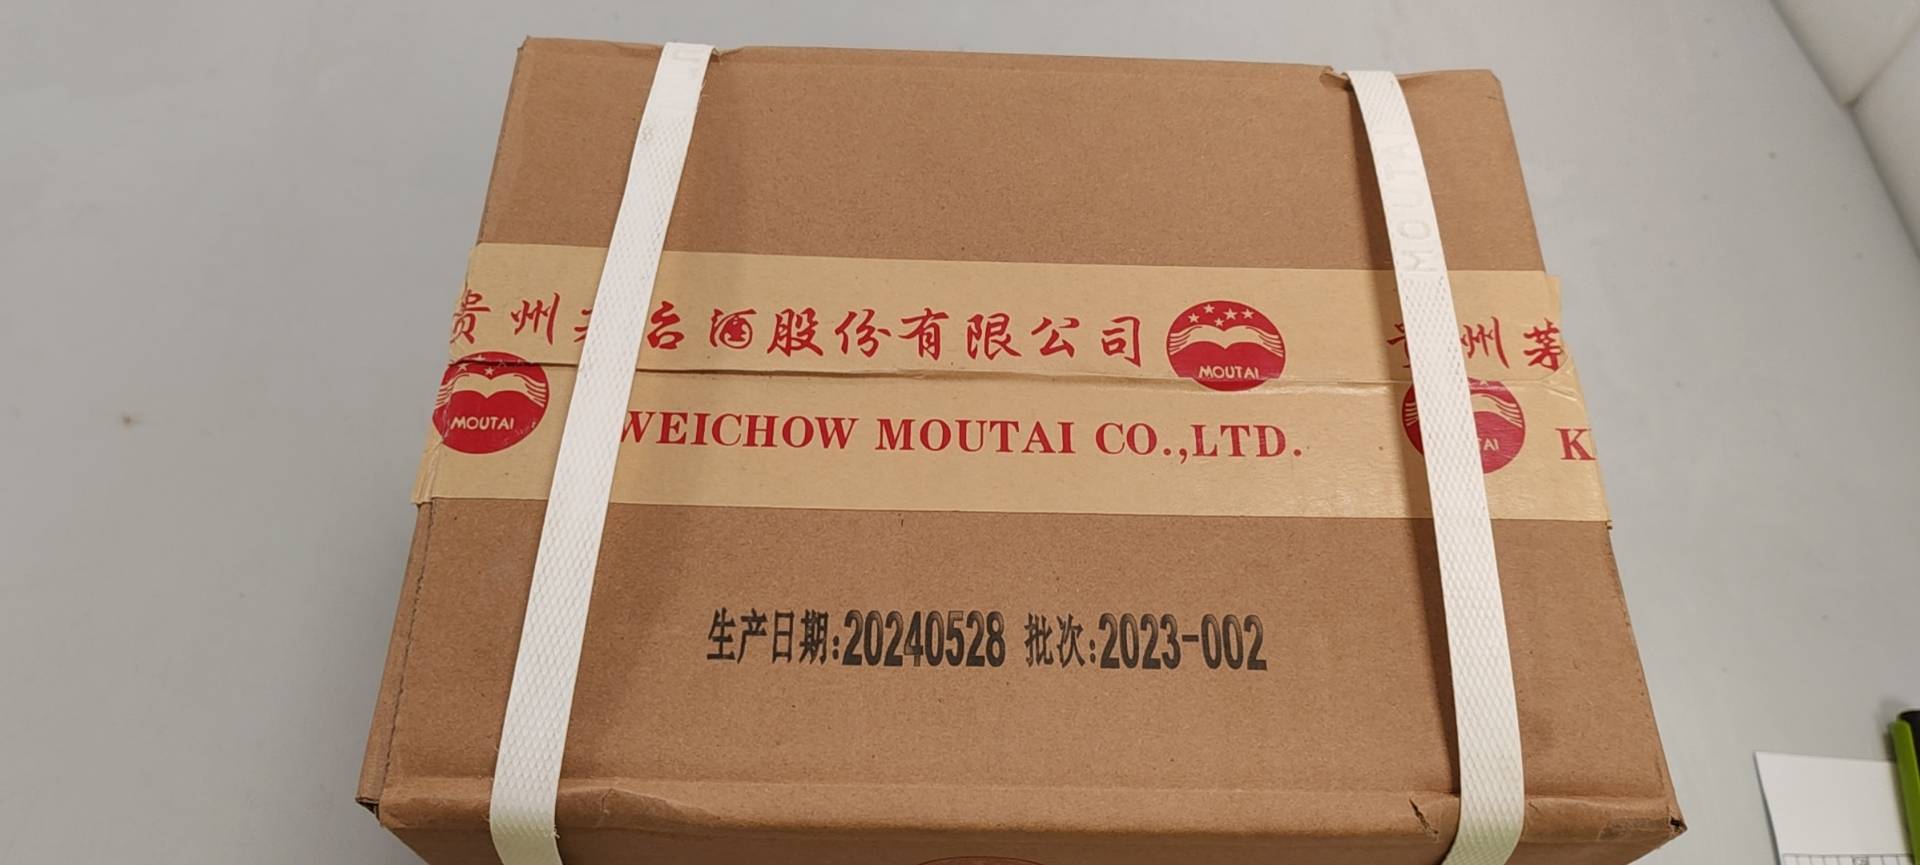 MOUTAI
贵州茅台酒股份有限公司 MOUTAI 州茅
MOUTAI WEICHOW MOUTAI CO.,LTD. TAI K
生产日期:20240528 批次:2023-002